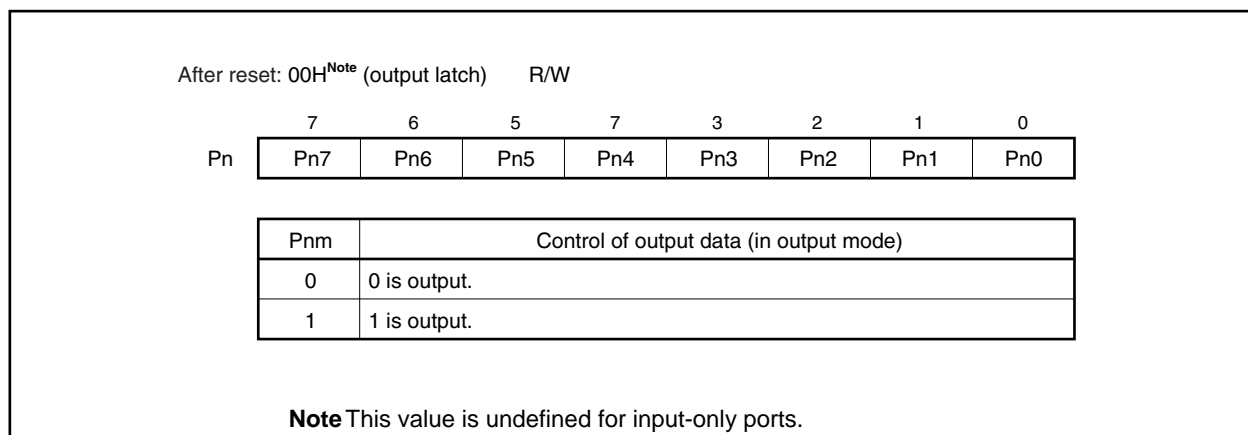 After reset: 00H^Note (output latch) R/W
7 6 5 7 3 2 1 0
Pn Pn7 Pn6 Pn5 Pn4 Pn3 Pn2 Pn1 Pn0
Pnm Control of output data (in output mode)
0 0 is output.
1 1 is output.
Note This value is undefined for input-only ports.